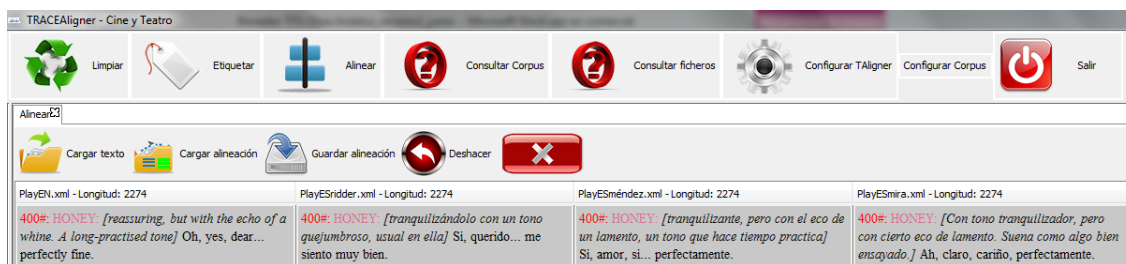 TRACEAligner - Cine y Teatro
Limpiar Etiquetar Alinear Consultar Corpus Consultar ficheros Configurar TAligner Configurar Corpus Salir
Alinear
Cargar texto Cargar alineación Guardar alineación Deshacer
PlayEN.xml - Longitud: 2274 PlayESridder.xml - Longitud: 2274 PlayESméndez.xml - Longitud: 2274 PlayESmira.xml - Longitud: 2274
400#: HONEY: [reassuring, but with the echo of a
whine. A long-practised tone] Oh, yes, dear...
perfectly fine.
400#: HONEY: [tranquilizándolo con un tono
quejumbroso, usual en ella] Si, querido... me
siento muy bien.
400#: HONEY: [tranquilizante, pero con el eco de
un lamento, un tono que hace tiempo practica]
Si, amor, si... perfectamente.
400#: HONEY: [Con tono tranquilizador, pero
con cierto eco de lamento. Suena como algo bien
ensayado.] Ah, claro, cariño, perfectamente.